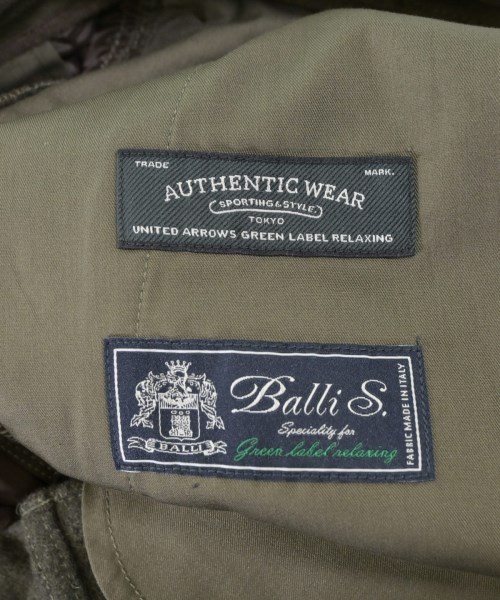 TRADE MARK.
AUTHENTIC WEAR
SPORTING & STYLE.
TOKYO
UNITED ARROWS GREEN LABEL RELAXING
BALLI
Balli S.
Speciality for
Green label relaxing
FABRIC MADE IN ITALY